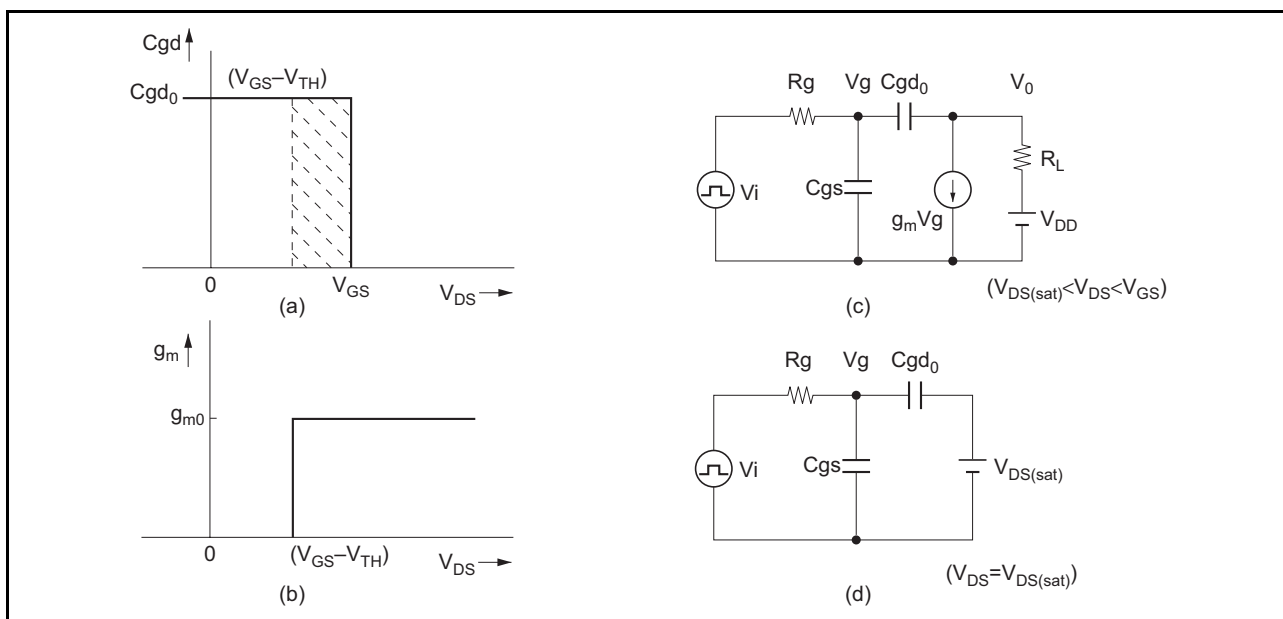 Cgd
(VGS–VTH)
Cgd0
0
VGS
VDS
(a)
gm
gm0
0
(VGS–VTH)
VDS
(b)
Rg
Vg
Cgd0
V0
RL
Vi
Cgs
gmVg
VDD
(VDS(sat)<VDS<VGS)
(c)
Rg
Vg
Cgd0
Vi
Cgs
VDS(sat)
(VDS=VDS(sat))
(d)